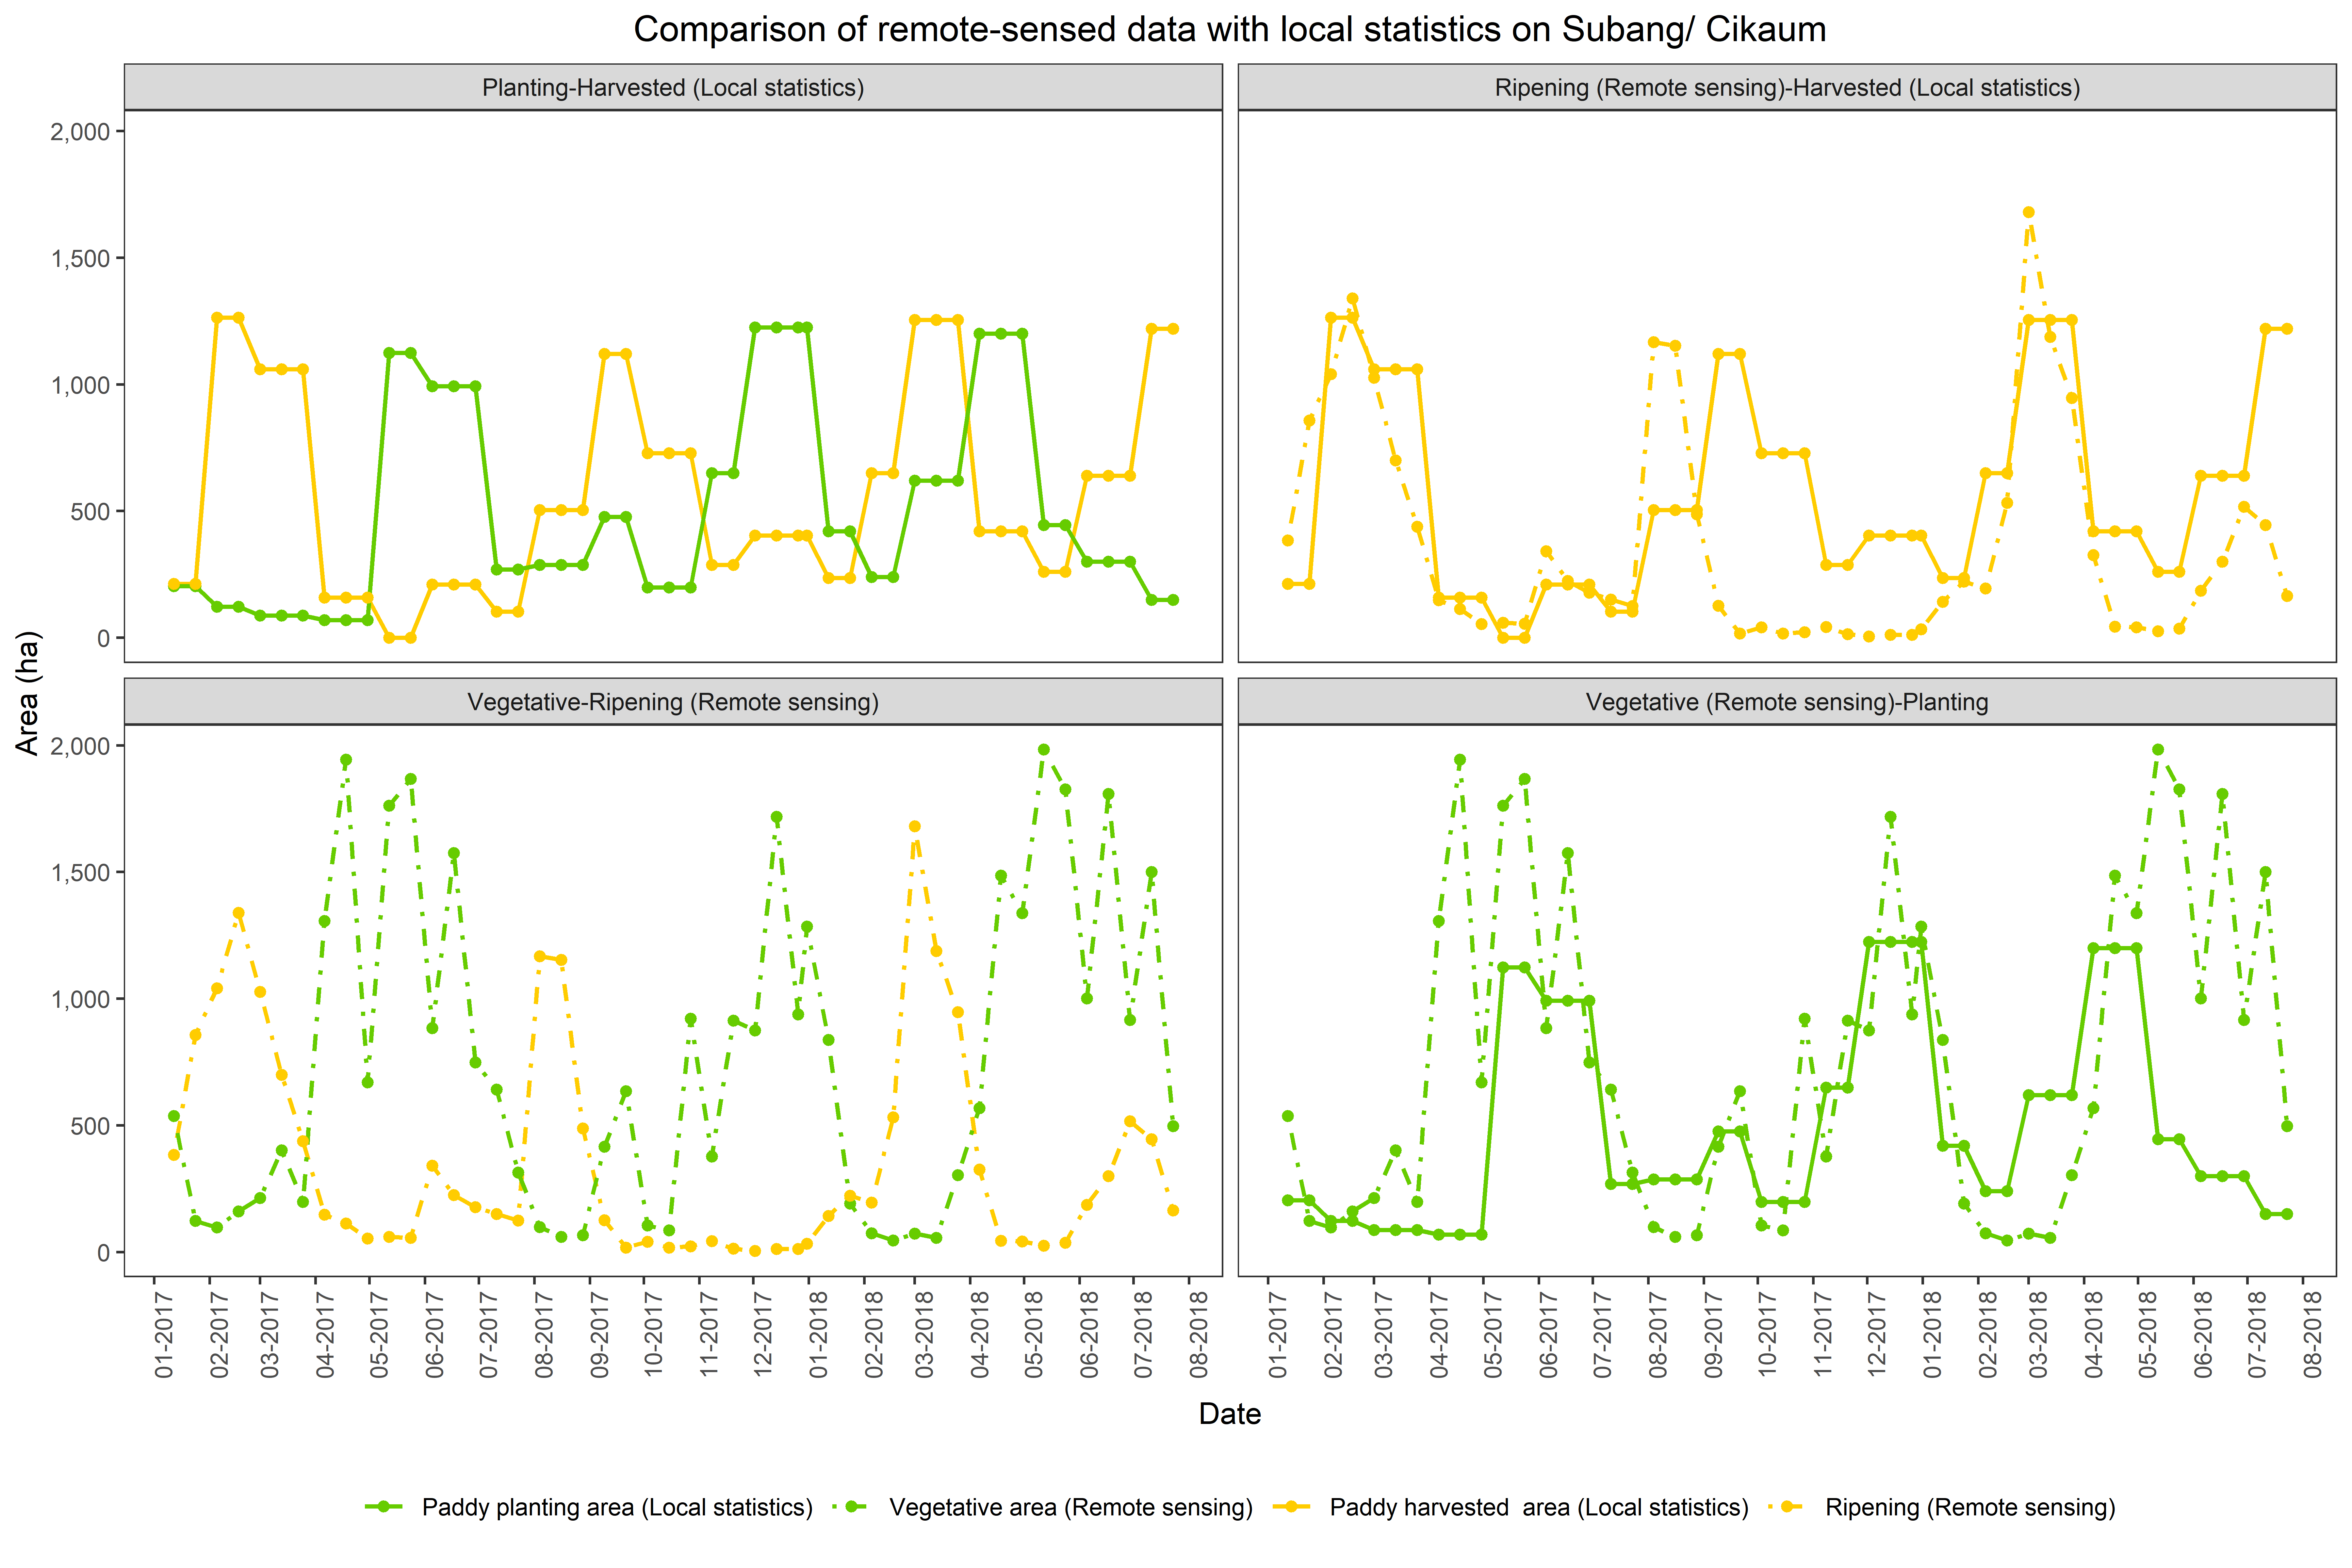 Comparison of remote-sensed data with local statistics on Subang/ Cikaum
Planting-Harvested (Local statistics)
Ripening (Remote sensing)-Harvested (Local statistics)
2,000
1,500
1,000
500
0
Area (ha)
Vegetative-Ripening (Remote sensing)
Vegetative (Remote sensing)-Planting
2,000
1,500
1,000
500
0
01-2017 02-2017 03-2017 04-2017 05-2017 06-2017 07-2017 08-2017 09-2017 10-2017 11-2017 12-2017 01-2018 02-2018 03-2018 04-2018 05-2018 06-2018 07-2018 08-2018
01-2017 02-2017 03-2017 04-2017 05-2017 06-2017 07-2017 08-2017 09-2017 10-2017 11-2017 12-2017 01-2018 02-2018 03-2018 04-2018 05-2018 06-2018 07-2018 08-2018
Date
Paddy planting area (Local statistics) Vegetative area (Remote sensing) Paddy harvested  area (Local statistics) Ripening (Remote sensing)